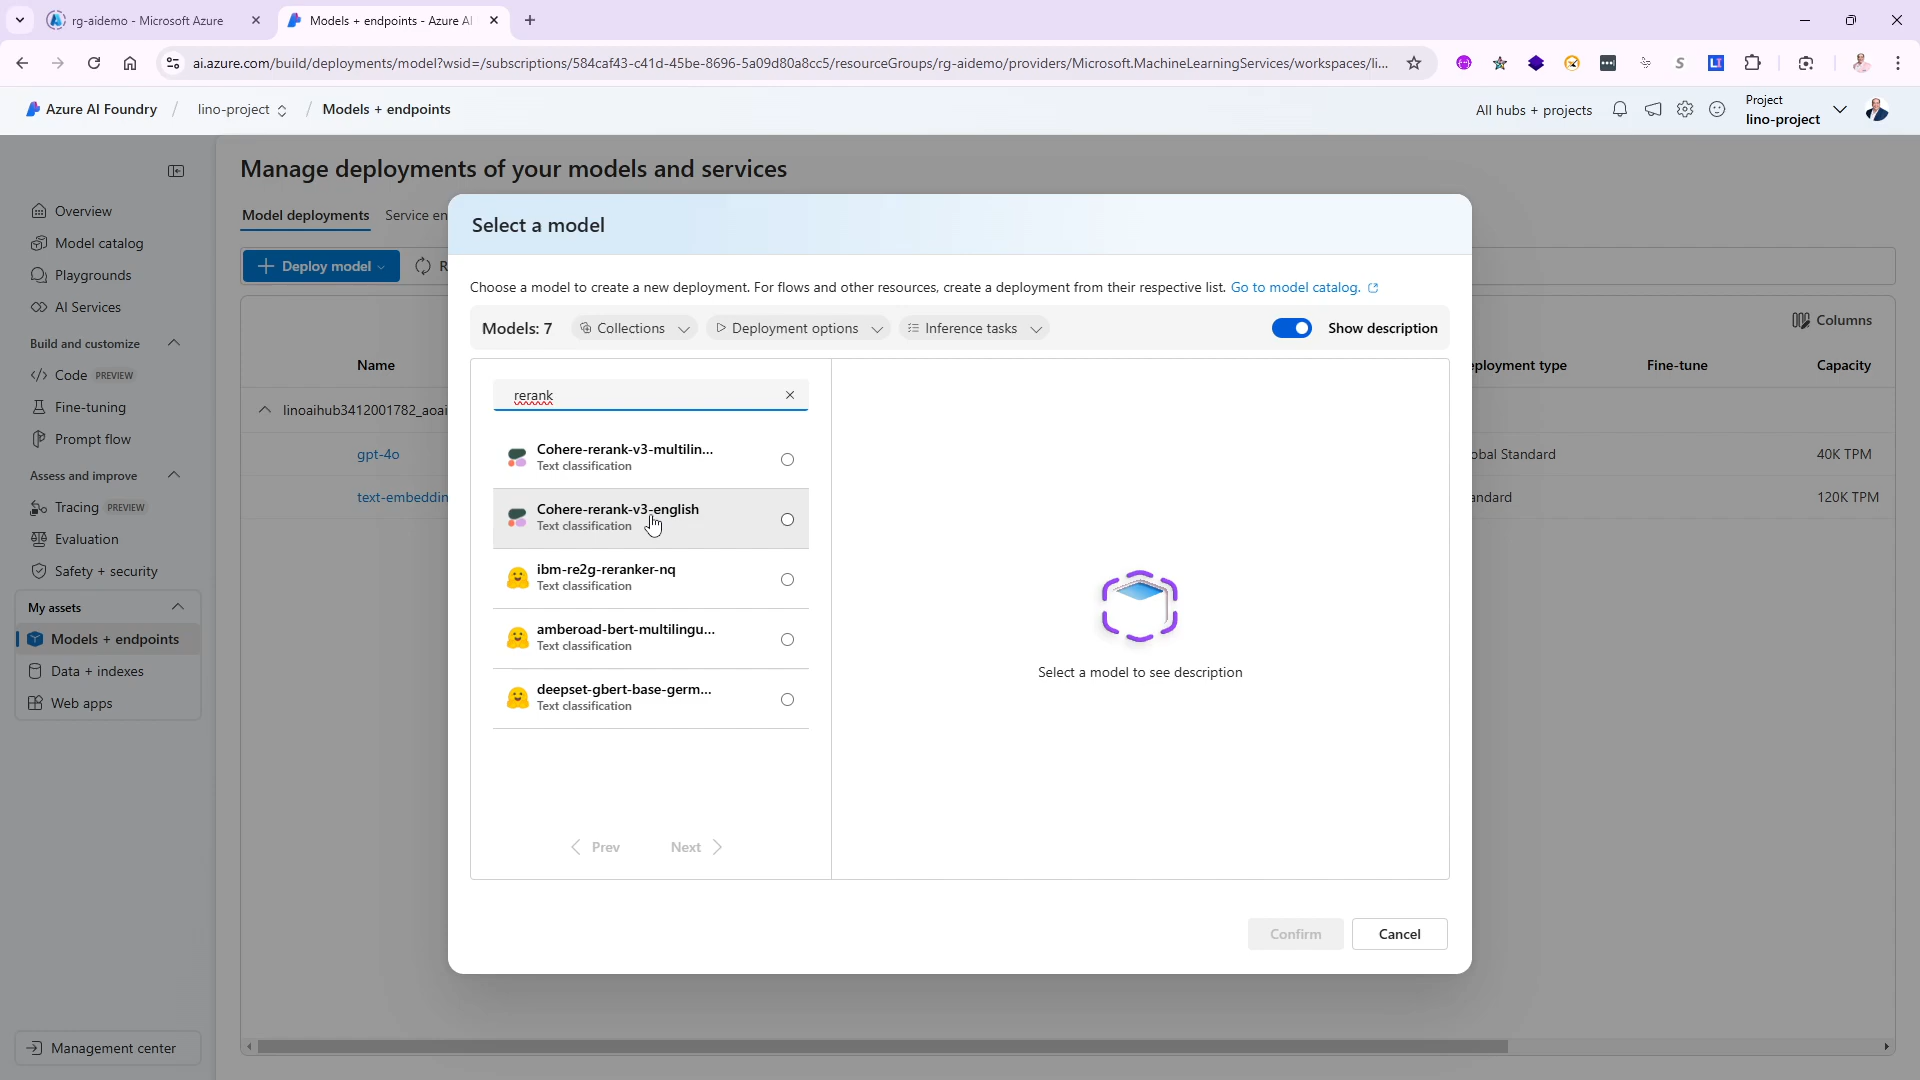 rg-aidemo - Microsoft Azure
Models + endpoints - Azure AI
ai.azure.com/build/deployments/model?wsid=/subscriptions/584caf43-c41d-45be-8696-5a09d80a8cc5/resourceGroups/rg-aidemo/providers/Microsoft.MachineLearningServices/workspaces/li...
Azure AI Foundry / lino-project / Models + endpoints
All hubs + projects
Project
lino-project
Manage deployments of your models and services
Overview
Model catalog
Playgrounds
AI Services
Build and customize
Code PREVIEW
Fine-tuning
Prompt flow
Assess and improve
Tracing PREVIEW
Evaluation
Safety + security
My assets
Models + endpoints
Data + indexes
Web apps
Management center
Model deployments Service en
Deploy model R
Columns
Name
ployment type Fine-tune Capacity
linoaihub3412001782_aoai
gpt-4o
obal Standard 40K TPM
text-embeddin
andard 120K TPM
Select a model
Choose a model to create a new deployment. For flows and other resources, create a deployment from their respective list. Go to model catalog.
Models: 7 Collections Deployment options Inference tasks Show description
rerank
Cohere-rerank-v3-multilin...
Text classification
Cohere-rerank-v3-english
Text classification
ibm-re2g-reranker-nq
Text classification
amberoad-bert-multilingu...
Text classification
deepset-gbert-base-germ...
Text classification
Prev Next
Select a model to see description
Confirm Cancel